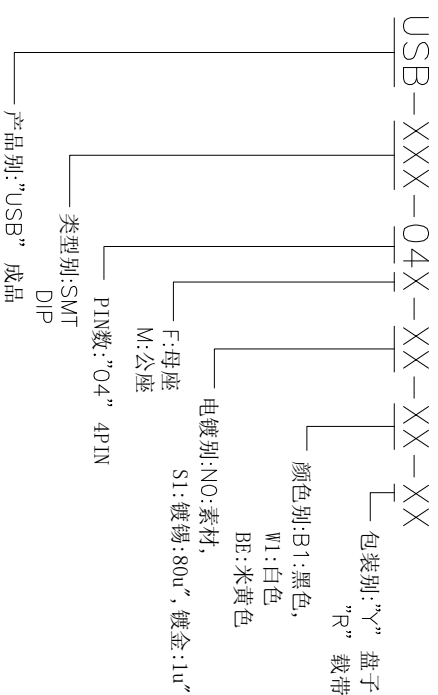 USB-XXX-04X-XX-XX-XX
包装别:"Y" 盘子
"R" 载带
颜色别:B1:黑色,
W1:白色
BE:米黄色
电镀别:N0:素材,
S1:镀锡:80u",镀金:1u"
F:母座
M:公座
PIN数:"04" 4PIN
类型别:SMT
DIP
产品别:"USB" 成品